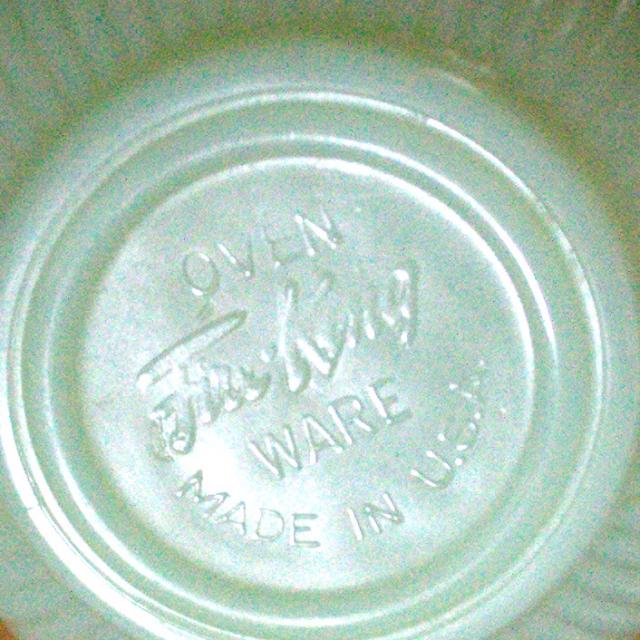 OVEN
Fire-King
WARE
MADE IN U.S.A.